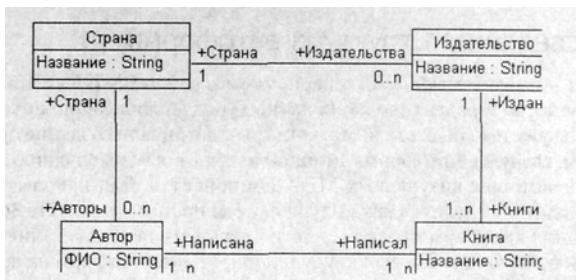 Страна
Название : String
+Страна
+Издательства
1
0..n
Издательство
Название : String
+Страна 1
1 +Издан
+Авторы 0..n
1..n +Книги
Автор
ФИО : String
+Написана
+Написал
1 n
1 n
Книга
Название : String